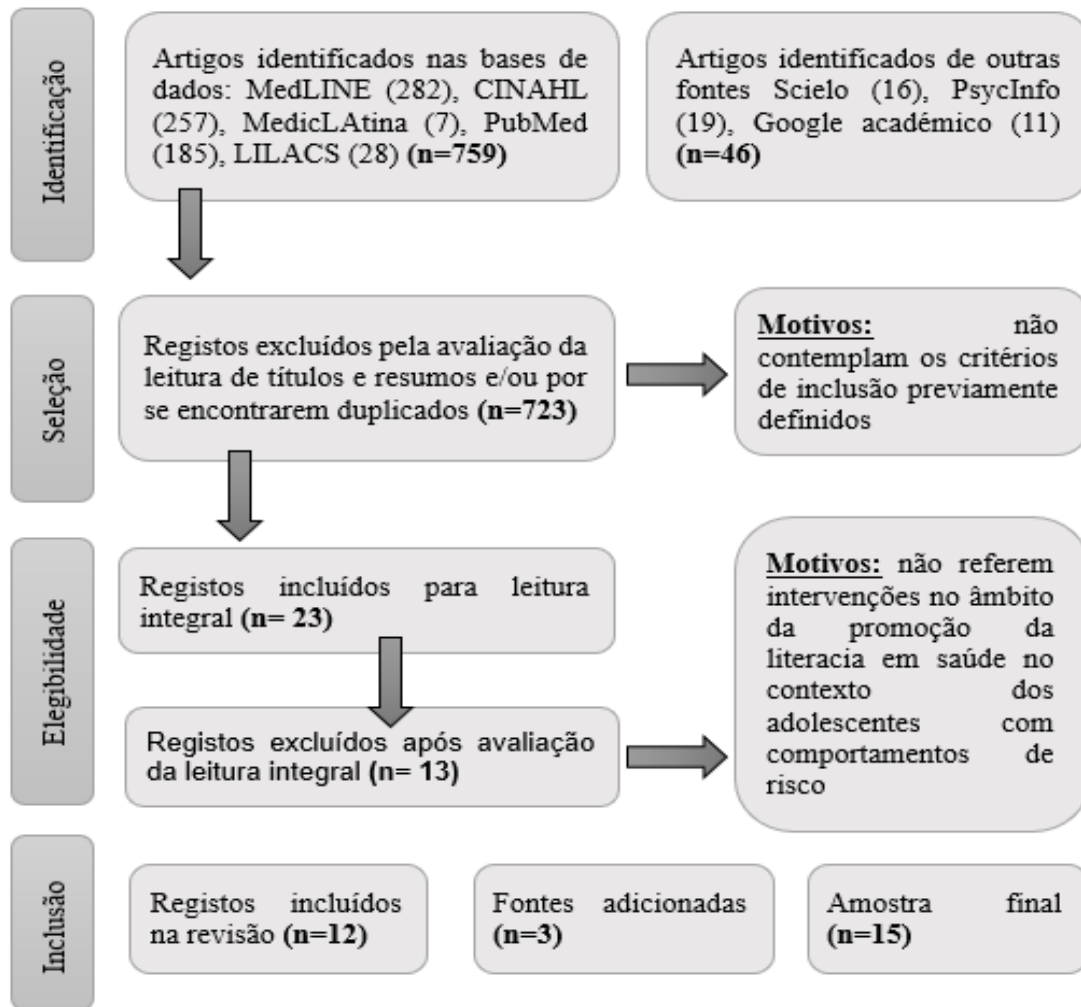 Identificação
Artigos identificados nas bases de
dados: MedLINE (282), CINAHL
(257), MedicLAtina (7), PubMed
(185), LILACS (28) (n=759)
Artigos identificados de outras
fontes Scielo (16), PsycInfo
(19), Google académico (11)
(n=46)
Seleção
Registos excluídos pela avaliação da
leitura de títulos e resumos e/ou por
se encontrarem duplicados (n=723)
Motivos: não
contemplam os critérios
de inclusão previamente
definidos
Elegibilidade
Registos incluídos para leitura
integral (n= 23)
Registos excluídos após avaliação
da leitura integral (n= 13)
Motivos: não referem
intervenções no âmbito
da promoção da
literacia em saúde no
contexto dos
adolescentes com
comportamentos de
risco
Inclusão
Registos incluídos
na revisão (n=12)
Fontes adicionadas
(n=3)
Amostra final
(n=15)